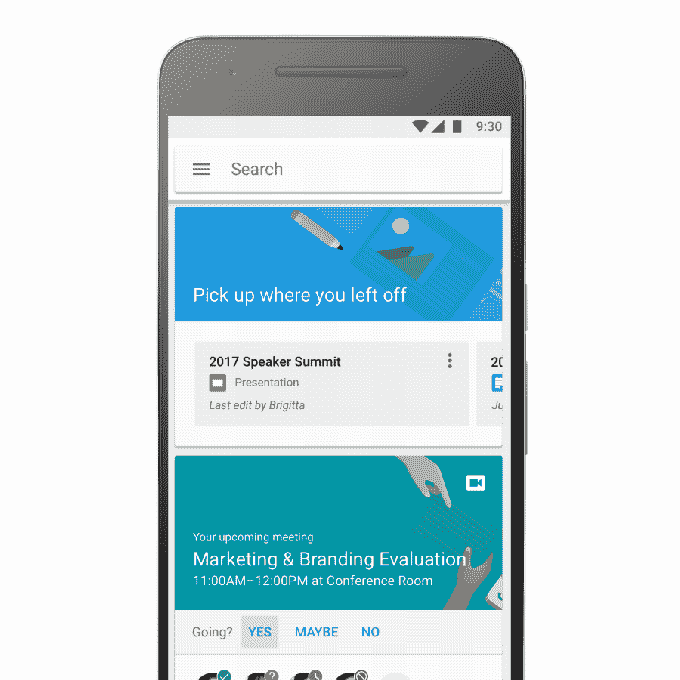 9:30
Search
Pick up where you left off
2017 Speaker Summit
Presentation
Last edit by Brigitta
20
Ju
Your upcoming meeting
Marketing & Branding Evaluation
11:00AM–12:00PM at Conference Room
Going? YES MAYBE NO